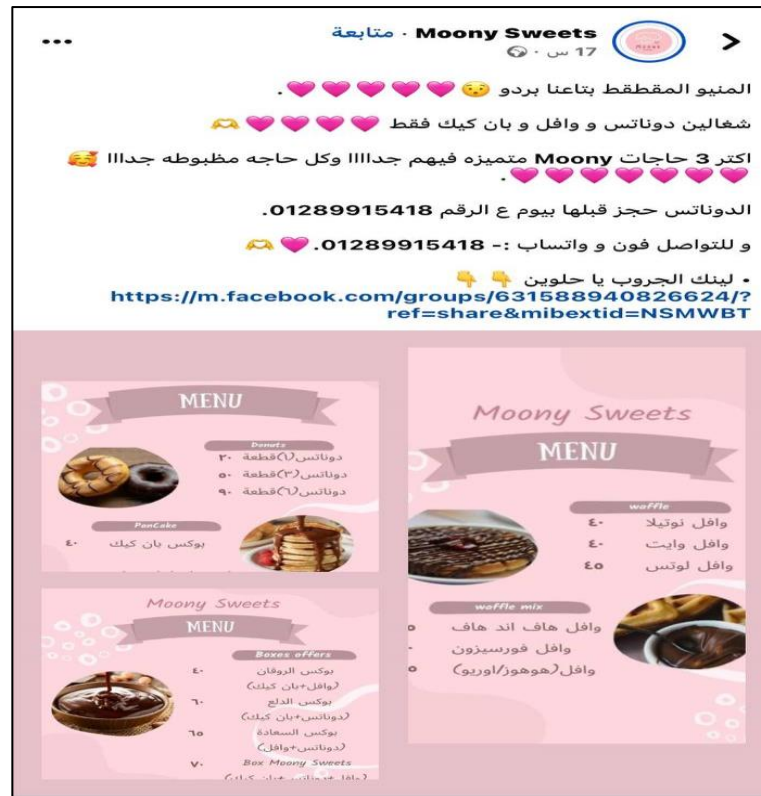 Moony Sweets · متابعة
17 س ·
المنيو المقطقط بتاعنا بردو 😯💗💗💗💗💗.
شغالين دوناتس و وافل و بان كيك فقط 💗💗💗💗🫶
اكتر 3 حاجات Moony متميزه فيهم جداااا وكل حاجه مظبوطه جدااا 🥰
💗💗💗💗💗💗💗.
الدوناتس حجز قبلها بيوم ع الرقم 01289915418.
و للتواصل فون و واتساب :- 01289915418.💗🫶
• لينك الجروب يا حلوين 👇👇
https://m.facebook.com/groups/631588940826624/?
ref=share&mibextid=NSMWBT
Moony Sweets
MENU
waffle
وافل نوتيلا ٤٠
وافل وايت ٤٠
وافل لوتس ٤٥
waffle mix
وافل هاف اند هاف
وافل فورسيزون
وافل(هوهوز/اوريو)
MENU
Donuts
دوناتس(١)قطعة ٢٠
دوناتس(٣)قطعة ٥٠
دوناتس(٦)قطعة ٩٠
PanCake
بوكس بان كيك ٤٠
Moony Sweets
MENU
Boxes offers
بوكس الروقان ٤٠
(وافل+بان كيك)
بوكس الدلع ٦٠
(دوناتس+بان كيك)
بوكس السعادة ٦٥
(دوناتس+وافل)
Box Moony Sweets ٧٠
(وافل+دوناتس+بان كيك)